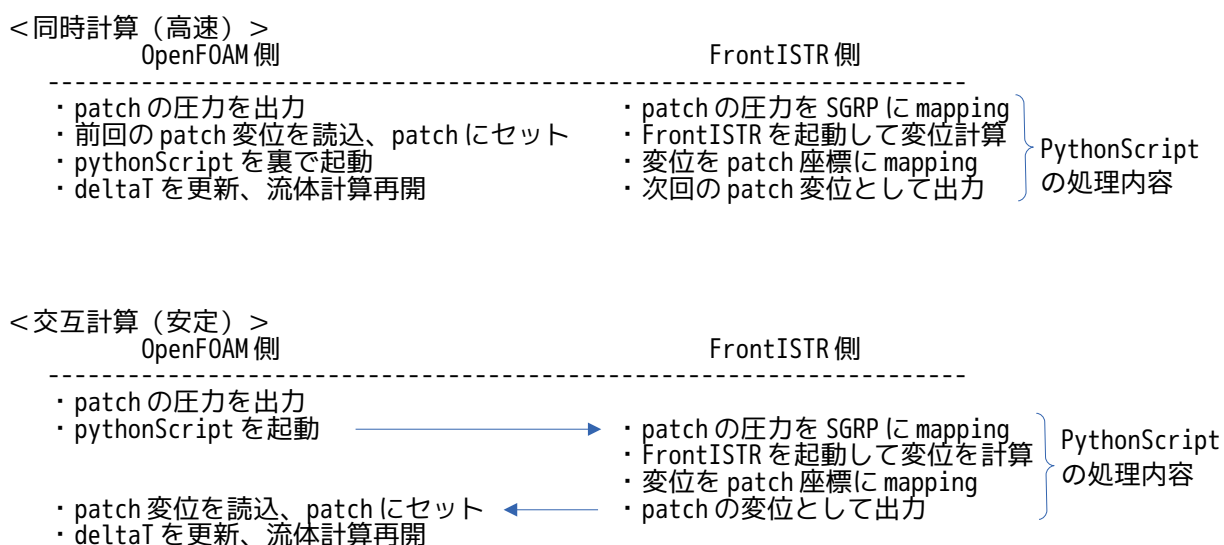 ＜同時計算（高速）＞
OpenFOAM側 FrontISTR側
----------------------------------------------------------------------
・patchの圧力を出力 ・patchの圧力をSGRPにmapping
・前回のpatch変位を読込、patchにセット ・FrontISTRを起動して変位計算
・pythonScriptを裏で起動 ・変位をpatch座標にmapping
・deltaTを更新、流体計算再開 ・次回のpatch変位として出力
PythonScript
の処理内容
＜交互計算（安定）＞
OpenFOAM側 FrontISTR側
----------------------------------------------------------------------
・patchの圧力を出力
・pythonScriptを起動 ・patchの圧力をSGRPにmapping
・FrontISTRを起動して変位を計算
・変位をpatch座標にmapping
・patch変位を読込、patchにセット ・patchの変位として出力
・deltaTを更新、流体計算再開
PythonScript
の処理内容